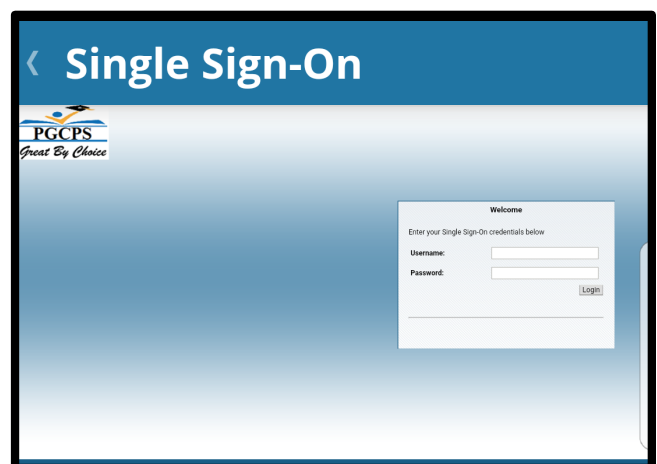 Single Sign-On
PGCPS
Great By Choice
Welcome
Enter your Single Sign-On credentials below
Username:
Password:
Login